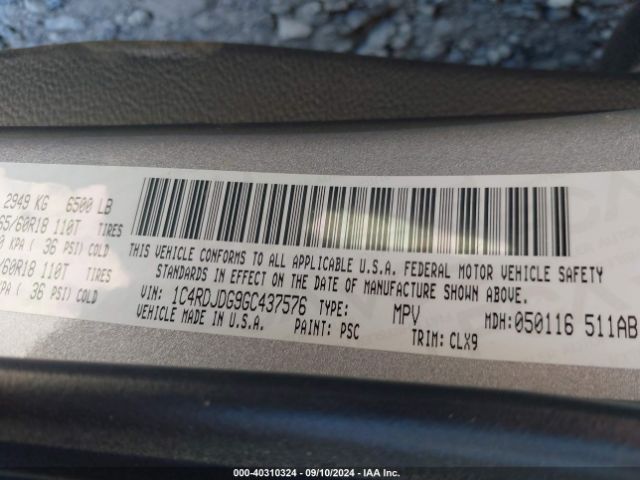 2949 KG 6500 LB
65/60R18 110T TIRES
KPA ( 36 PSI) COLD
60R18 110T TIRES
KPA ( 36 PSI) COLD
THIS VEHICLE CONFORMS TO ALL APPLICABLE U.S.A. FEDERAL MOTOR VEHICLE SAFETY
STANDARDS IN EFFECT ON THE DATE OF MANUFACTURE SHOWN ABOVE.
VIN: 1C4RDJDG9GC437576 TYPE: MPV MDH:050116 511AB
VEHICLE MADE IN U.S.A. PAINT: PSC TRIM: CLX9
000-40310324 - 09/10/2024 - IAA Inc.